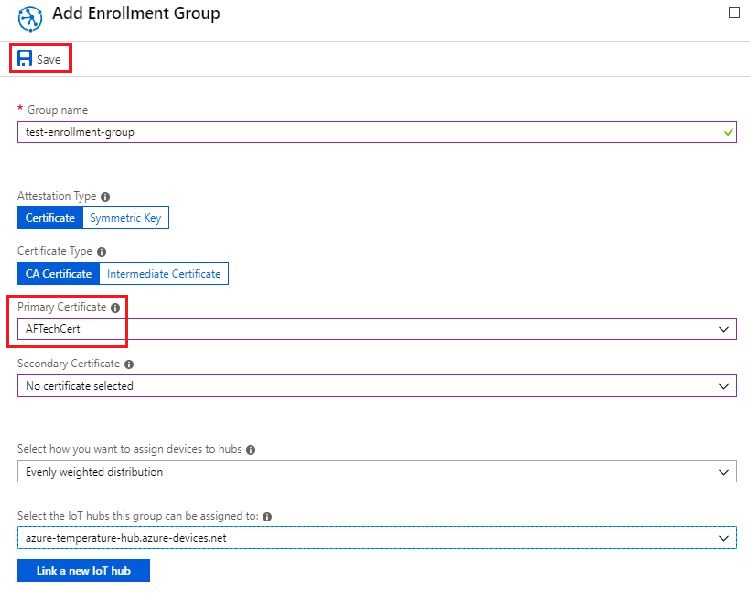 Add Enrollment Group
Save
* Group name
test-enrollment-group
Attestation Type
Certificate Symmetric Key
Certificate Type
CA Certificate Intermediate Certificate
Primary Certificate
AFTechCert
Secondary Certificate
No certificate selected
Select how you want to assign devices to hubs
Evenly weighted distribution
Select the IoT hubs this group can be assigned to:
azure-temperature-hub.azure-devices.net
Link a new IoT hub